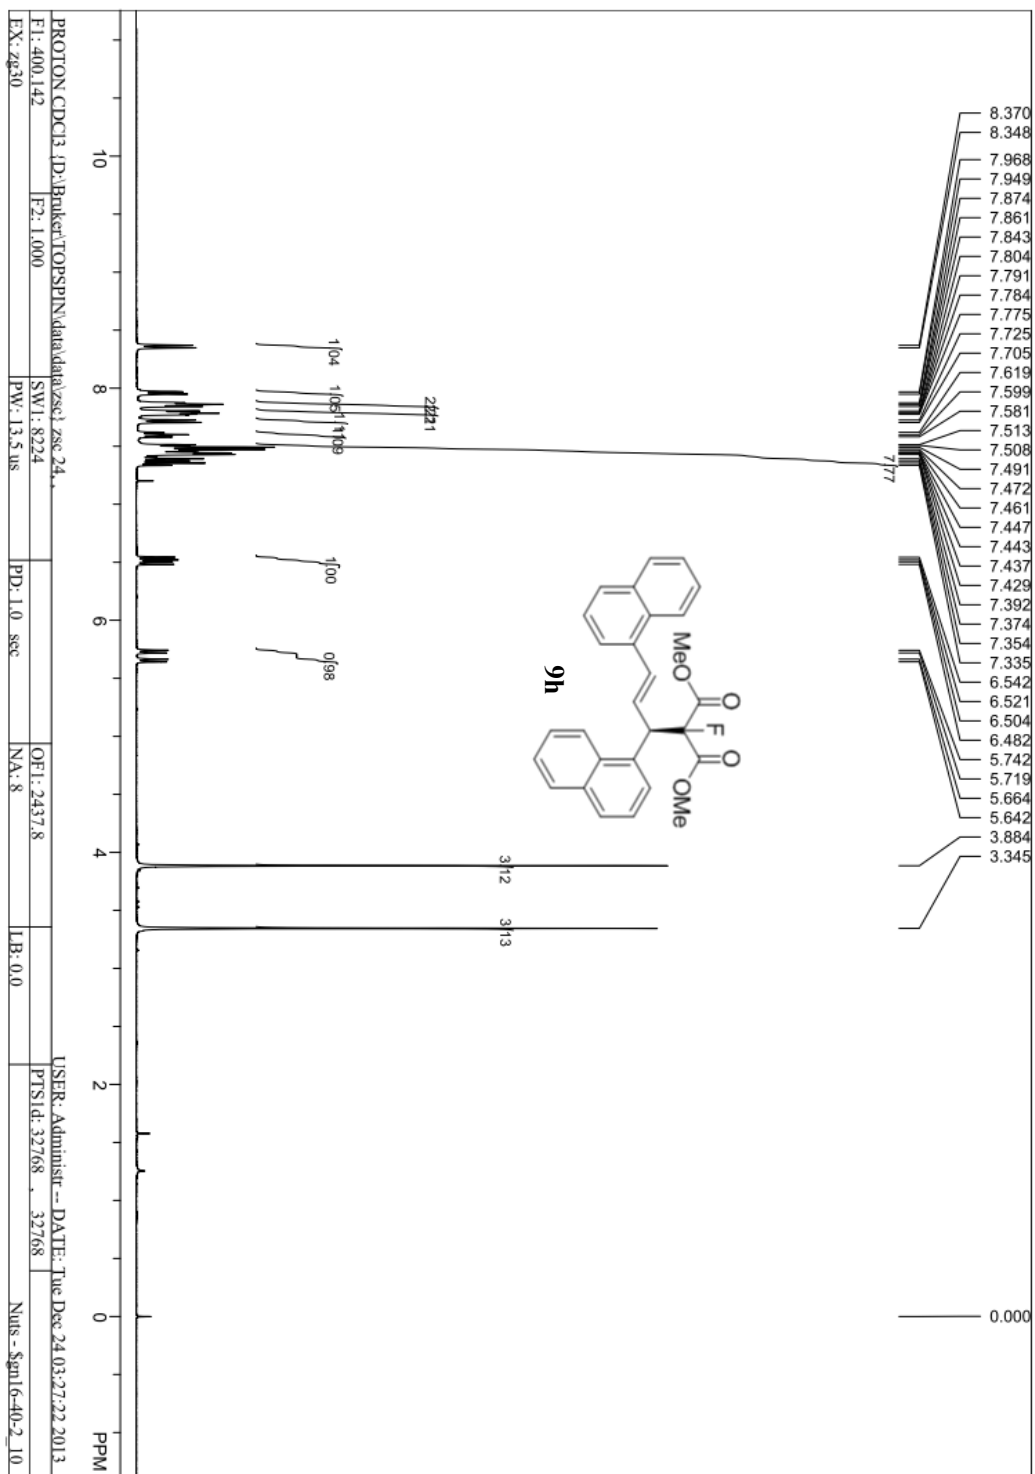 8.370
8.348
7.968
7.949
7.874
7.861
7.843
7.804
7.791
7.784
7.775
7.725
7.705
7.619
7.599
7.581
7.513
7.508
7.491
7.472
7.461
7.447
7.443
7.437
7.429
7.392
7.374
7.354
7.335
6.542
6.521
6.504
6.482
5.742
5.719
5.664
5.642
3.884
3.345
0.000
1.04
1.05
7.77
1.00
0.98
3.12
3.13
MeO
O
F
O
OMe
9h
10
8
6
4
2
0
PPM
PROTON CDCl3 {D:\Bruker\TOPSPIN\data\data\zsc} zsc 24, ,
USER: Administr -- DATE: Tue Dec 24 03:27:22 2013
F1: 400.142
F2: 1.000
SW1: 8224
OF1: 2437.8
PTS1d: 32768 , 32768
EX: zg30
PW: 13.5 us
PD: 1.0 sec
NA: 8
LB: 0.0
Nuts - $gn16-40-2_10